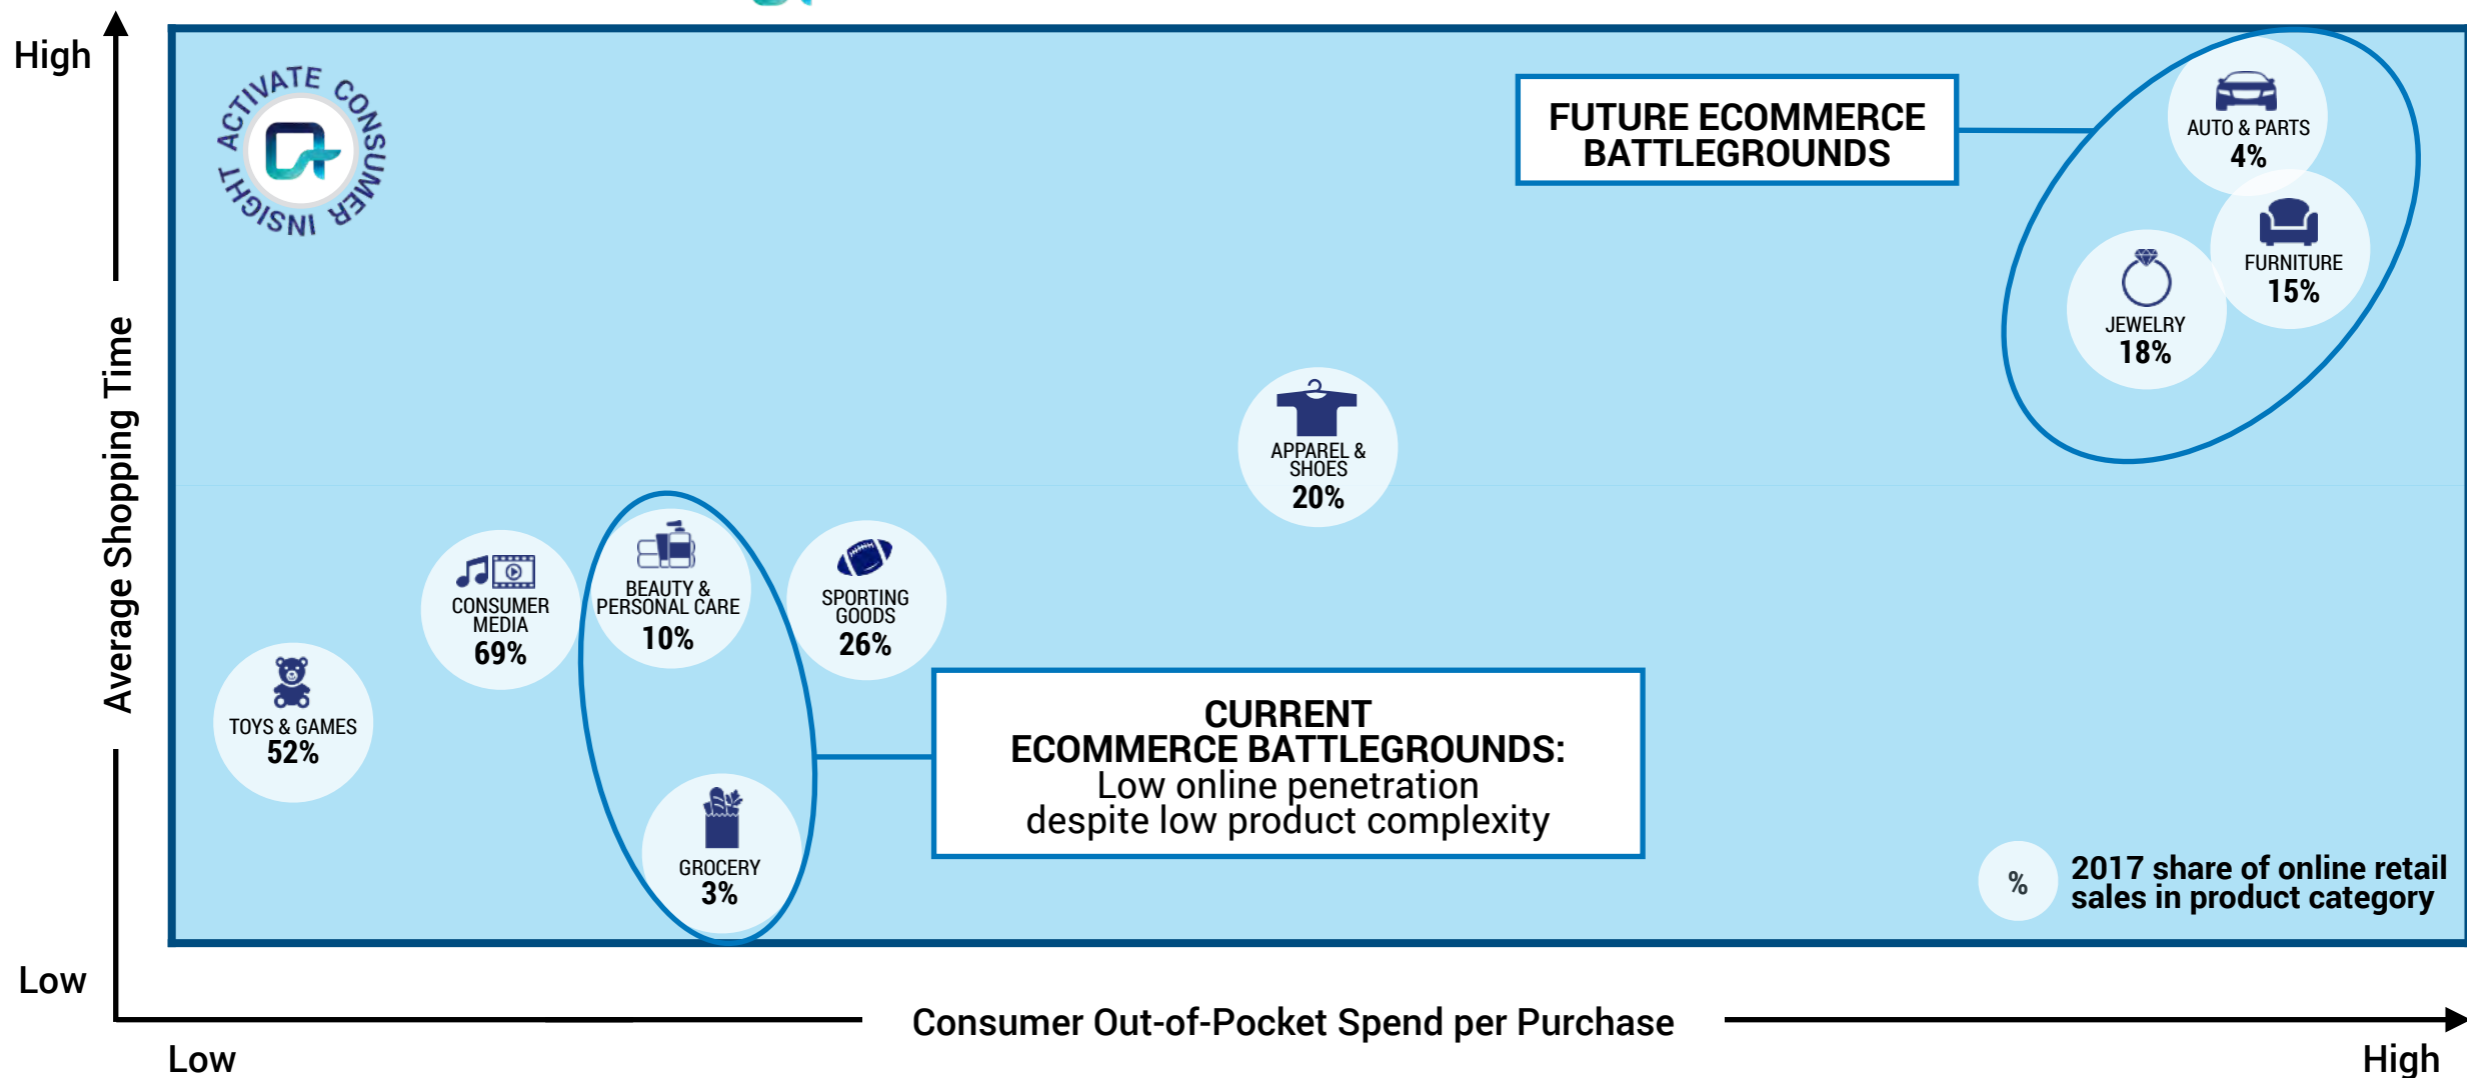 High
ACTIVATE CONSUMER INSIGHT
FUTURE ECOMMERCE
BATTLEGROUNDS
AUTO & PARTS
4%
FURNITURE
15%
JEWELRY
18%
APPAREL &
SHOES
20%
Average Shopping Time
CONSUMER
MEDIA
69%
BEAUTY &
PERSONAL CARE
10%
SPORTING
GOODS
26%
TOYS & GAMES
52%
GROCERY
3%
CURRENT
ECOMMERCE BATTLEGROUNDS:
Low online penetration
despite low product complexity
%
2017 share of online retail
sales in product category
Low
Consumer Out-of-Pocket Spend per Purchase
Low
High